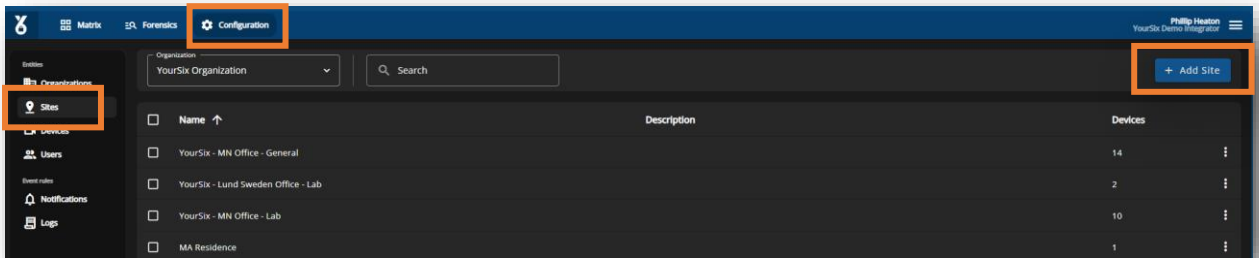 Matrix
Forensics
Configuration
Phillip Heaton
YourSix Demo Integrator
Entities
Organizations
Sites
Devices
Users
Event rules
Notifications
Logs
Organization
YourSix Organization
Search
+ Add Site
Name Description Devices
YourSix - MN Office - General 14
YourSix - Lund Sweden Office - Lab 2
YourSix - MN Office - Lab 10
MA Residence 1